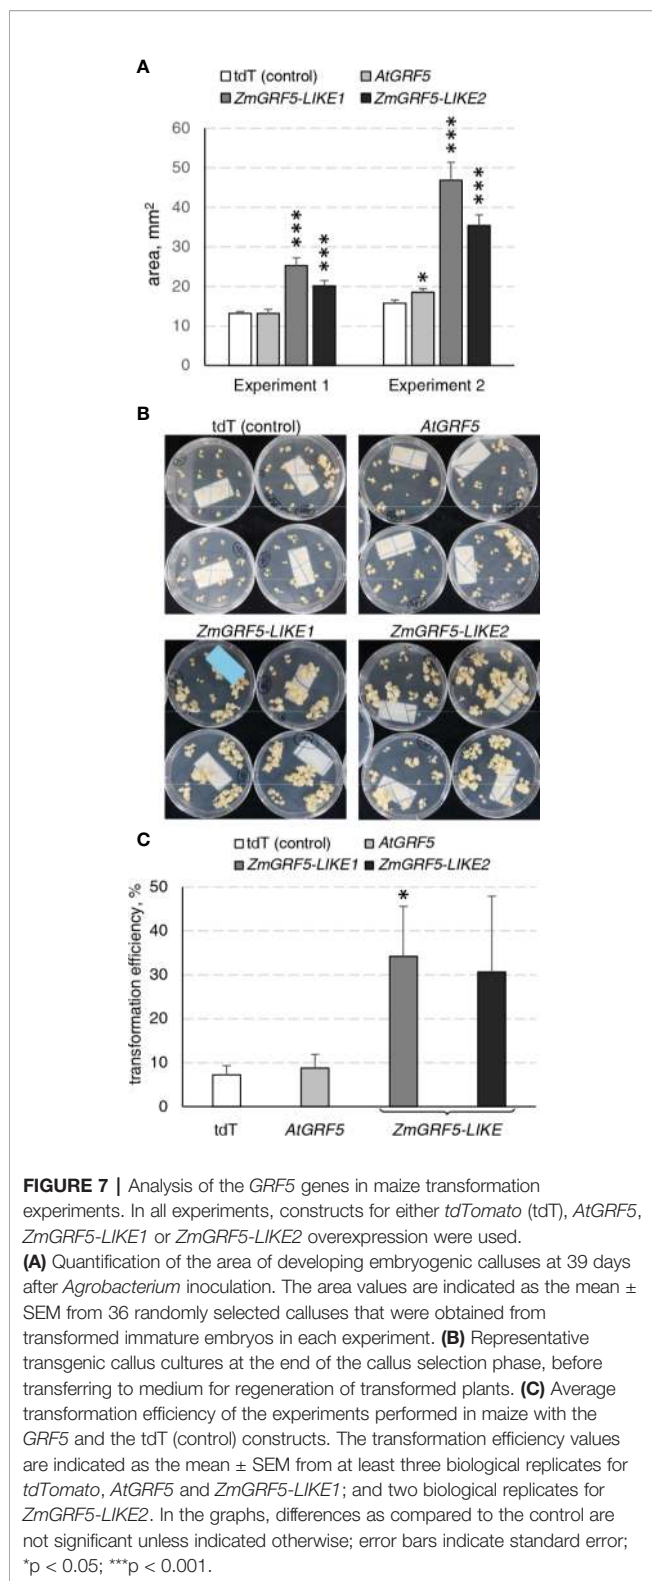 A
tdT (control) AtGRF5
ZmGRF5-LIKE1 ZmGRF5-LIKE2
60
50
40
30
20
10
0
area, mm²
***
***
*
***
***
Experiment 1 Experiment 2
B
tdT (control) AtGRF5
ZmGRF5-LIKE1 ZmGRF5-LIKE2
C
tdT (control) AtGRF5
ZmGRF5-LIKE1 ZmGRF5-LIKE2
50
40
30
20
10
0
transformation efficiency, %
*
tdT AtGRF5 ZmGRF5-LIKE
FIGURE 7 | Analysis of the GRF5 genes in maize transformation
experiments. In all experiments, constructs for either tdTomato (tdT), AtGRF5,
ZmGRF5-LIKE1 or ZmGRF5-LIKE2 overexpression were used.
(A) Quantification of the area of developing embryogenic calluses at 39 days
after Agrobacterium inoculation. The area values are indicated as the mean ±
SEM from 36 randomly selected calluses that were obtained from
transformed immature embryos in each experiment. (B) Representative
transgenic callus cultures at the end of the callus selection phase, before
transferring to medium for regeneration of transformed plants. (C) Average
transformation efficiency of the experiments performed in maize with the
GRF5 and the tdT (control) constructs. The transformation efficiency values
are indicated as the mean ± SEM from at least three biological replicates for
tdTomato, AtGRF5 and ZmGRF5-LIKE1; and two biological replicates for
ZmGRF5-LIKE2. In the graphs, differences as compared to the control are
not significant unless indicated otherwise; error bars indicate standard error;
*p < 0.05; ***p < 0.001.